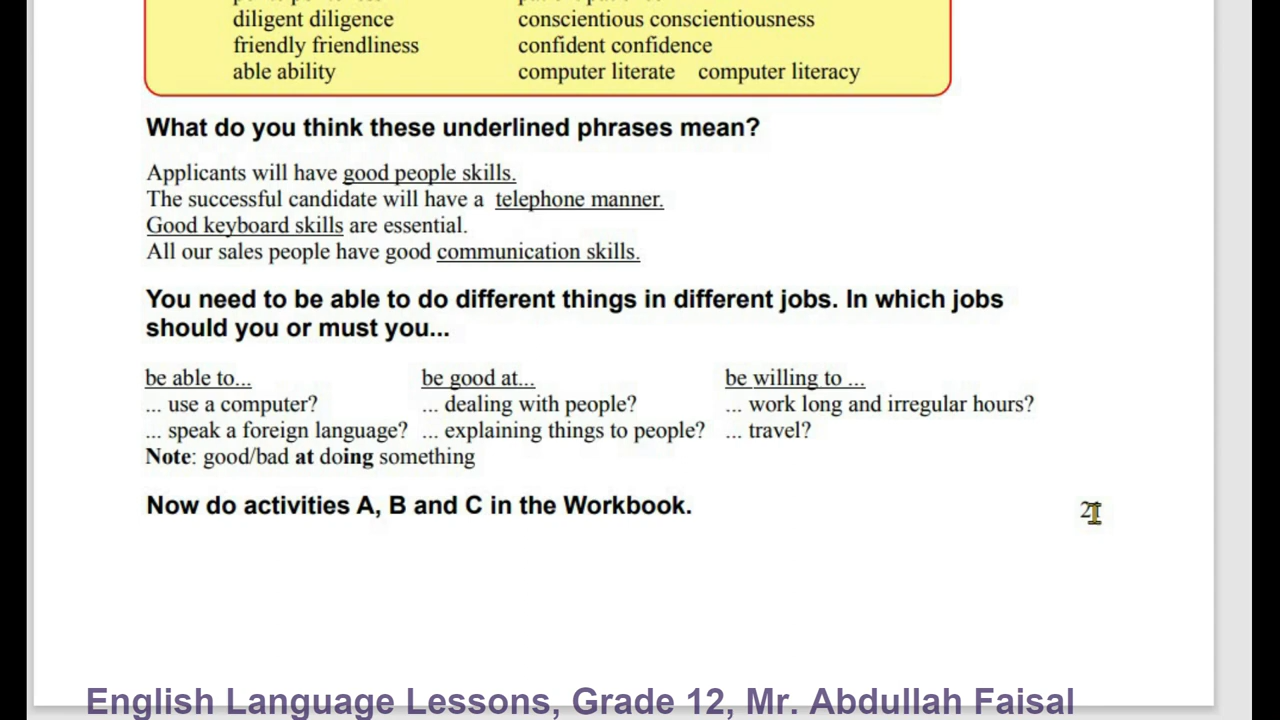 diligent diligence conscientious conscientiousness
friendly friendliness confident confidence
able ability computer literate computer literacy
What do you think these underlined phrases mean?
Applicants will have good people skills.
The successful candidate will have a telephone manner.
Good keyboard skills are essential.
All our sales people have good communication skills.
You need to be able to do different things in different jobs. In which jobs
should you or must you...
be able to... be good at... be willing to ...
... use a computer? ... dealing with people? ... work long and irregular hours?
... speak a foreign language? ... explaining things to people? ... travel?
Note: good/bad at doing something
Now do activities A, B and C in the Workbook.
English Language Lessons, Grade 12, Mr. Abdullah Faisal